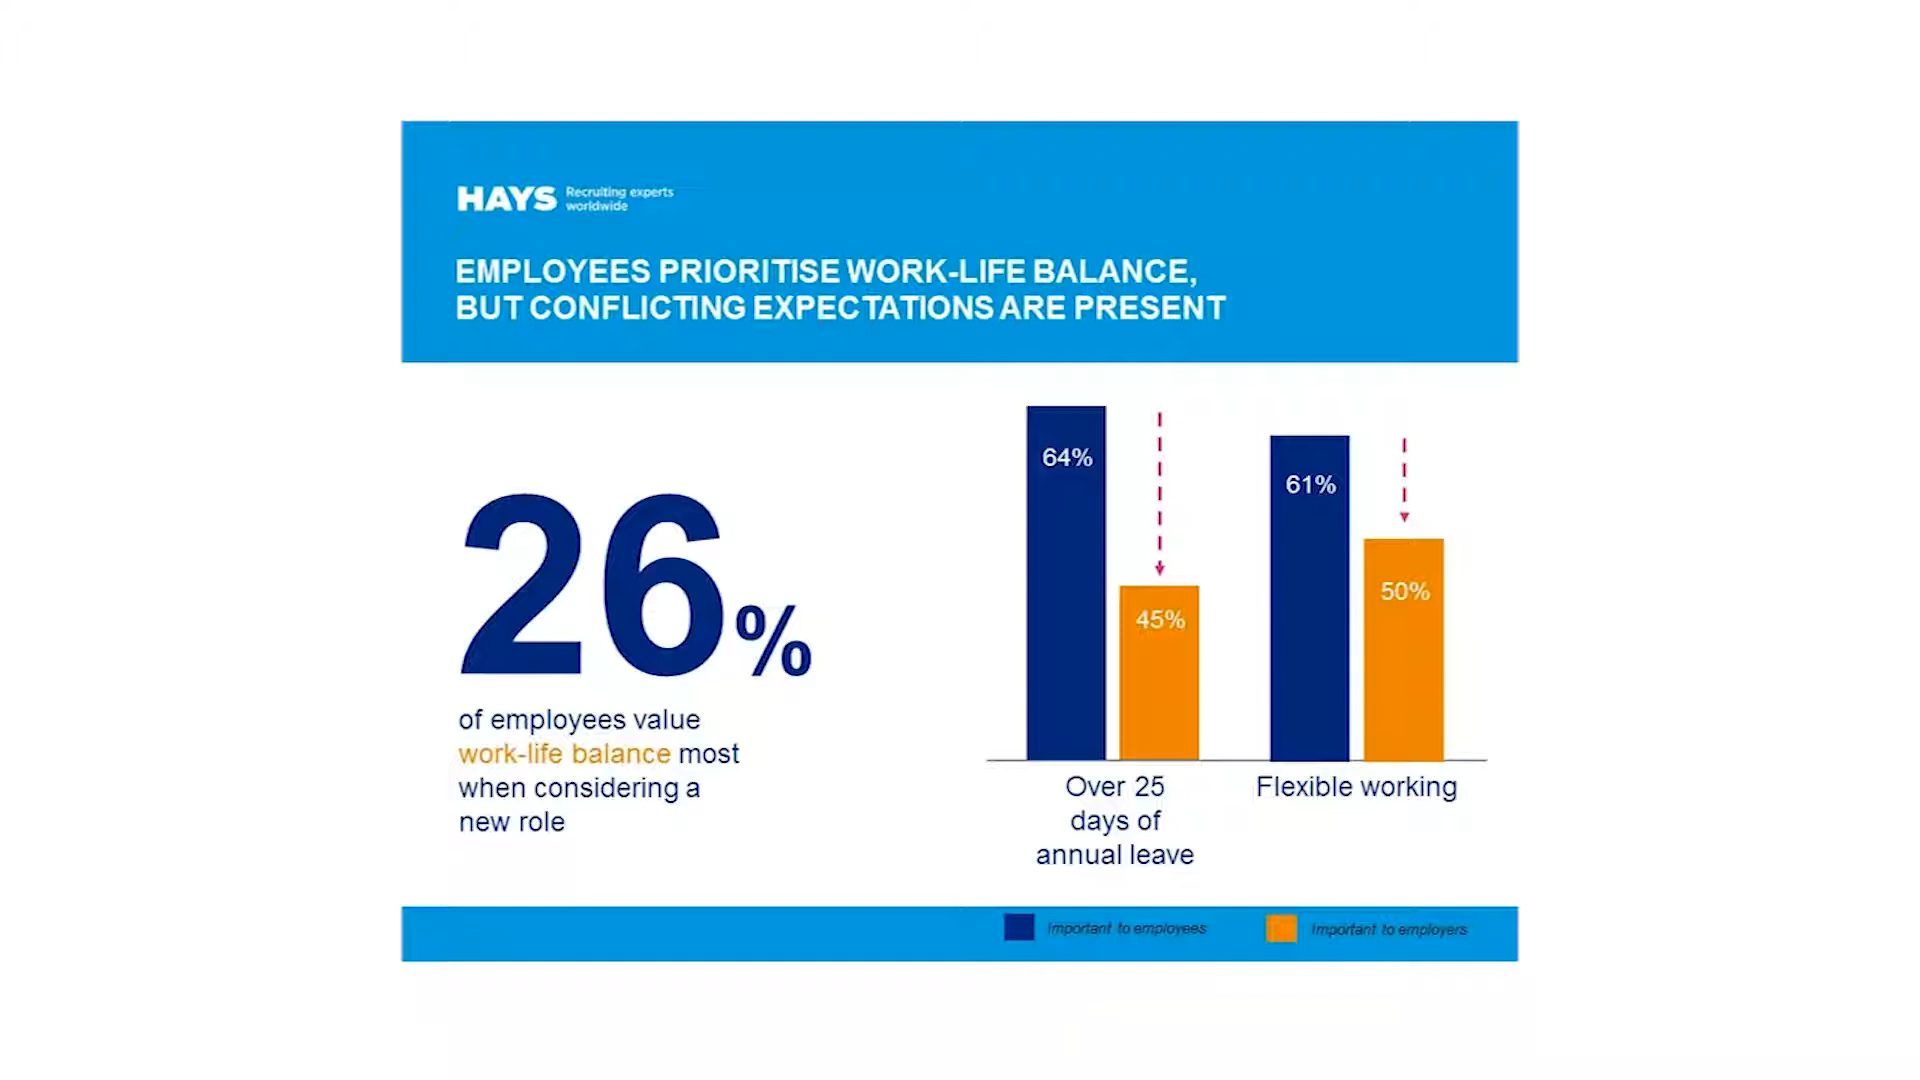 HAYS Recruiting experts
worldwide
EMPLOYEES PRIORITISE WORK-LIFE BALANCE,
BUT CONFLICTING EXPECTATIONS ARE PRESENT
26%
of employees value
work-life balance most
when considering a
new role
64%
45%
61%
50%
Over 25
days of
annual leave
Flexible working
Important to employees
Important to employers